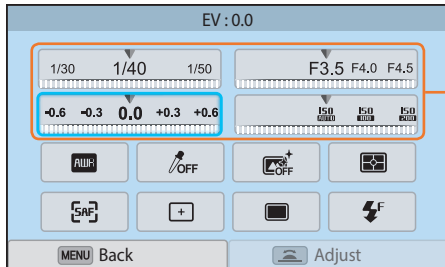 EV : 0.0
1/30 1/40 1/50 F3.5 F4.0 F4.5
-0.6 -0.3 0.0 +0.3 +0.6 ISO AUTO ISO 100 ISO 200
AWB OFF OFF
SAF F
MENU Back Adjust